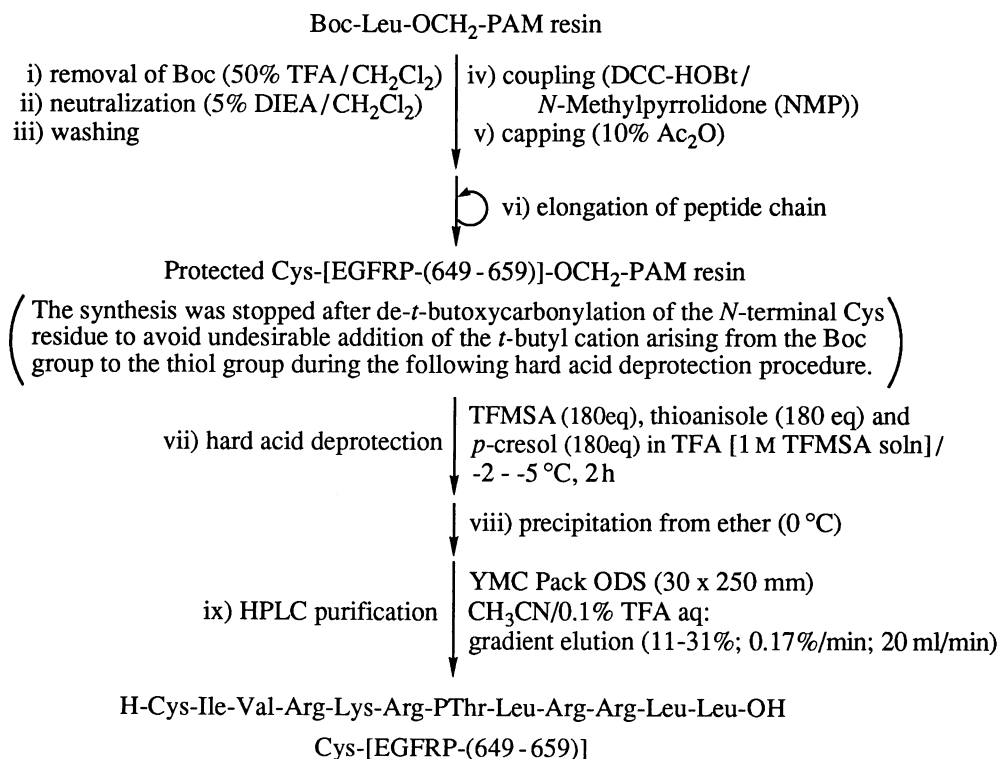 Boc-Leu-OCH₂-PAM resin
i) removal of Boc (50% TFA/CH₂Cl₂)
ii) neutralization (5% DIEA/CH₂Cl₂)
iii) washing
iv) coupling (DCC-HOBt/
N-Methylpyrrolidone (NMP))
v) capping (10% Ac₂O)
vi) elongation of peptide chain
Protected Cys-[EGFRP-(649-659)]-OCH₂-PAM resin
(The synthesis was stopped after de-t-butoxycarbonylation of the N-terminal Cys
residue to avoid undesirable addition of the t-butyl cation arising from the Boc
group to the thiol group during the following hard acid deprotection procedure.)
vii) hard acid deprotection
TFMSA (180eq), thioanisole (180 eq) and
p-cresol (180eq) in TFA [1 M TFMSA soln]/
-2 - -5 °C, 2h
viii) precipitation from ether (0 °C)
ix) HPLC purification
YMC Pack ODS (30 x 250 mm)
CH₃CN/0.1% TFA aq:
gradient elution (11-31%; 0.17%/min; 20 ml/min)
H-Cys-Ile-Val-Arg-Lys-Arg-PThr-Leu-Arg-Arg-Leu-Leu-OH
Cys-[EGFRP-(649-659)]